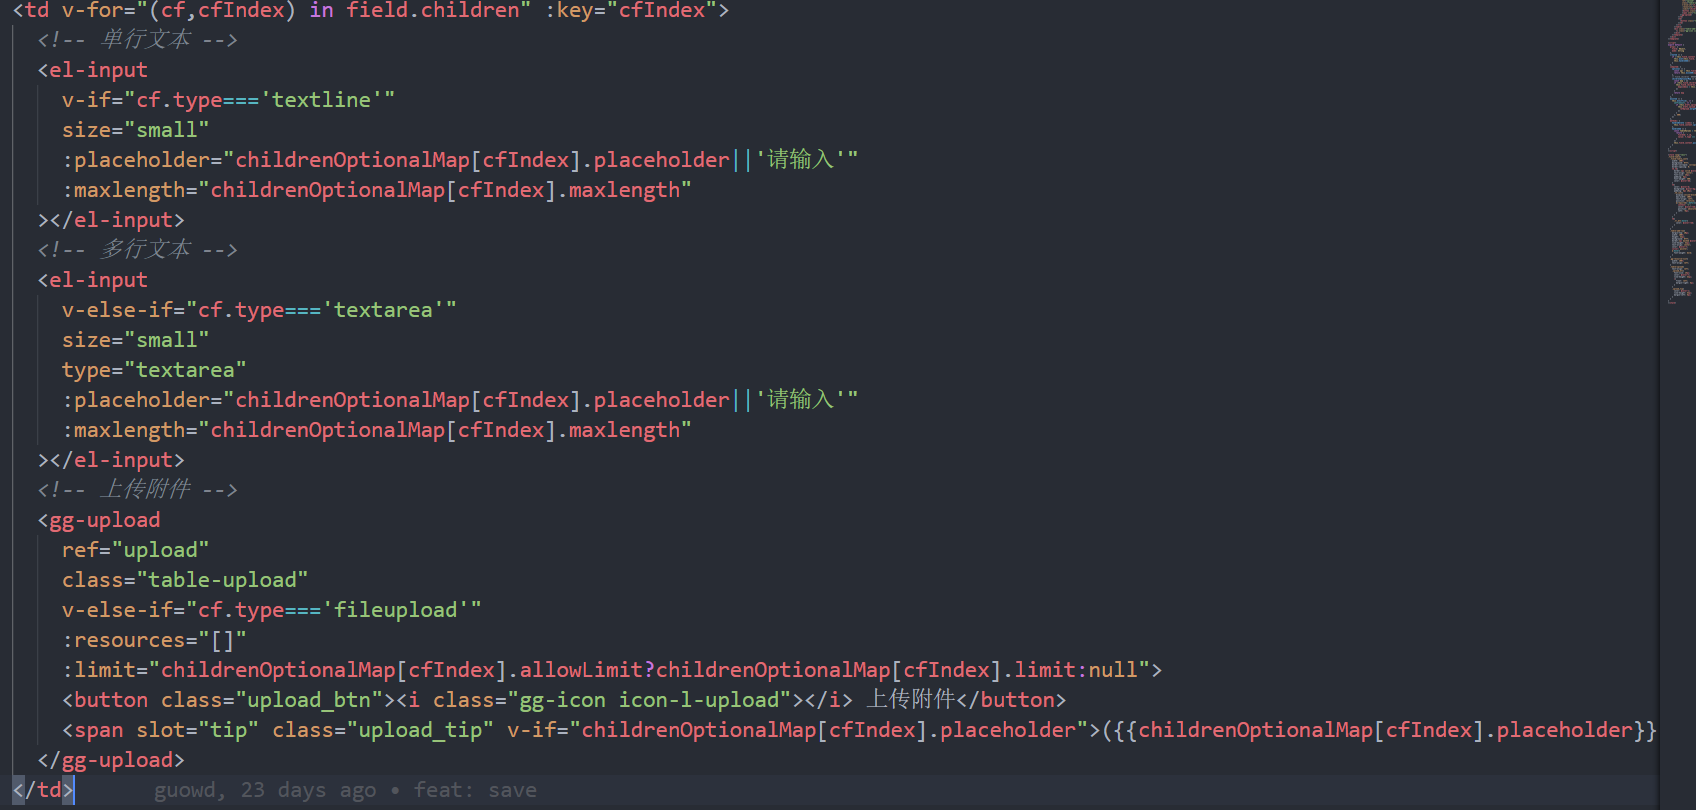 <td v-for="(cf,cfIndex) in field.children" :key="cfIndex">
<!-- 单行文本 -->
<el-input
v-if="cf.type==='textline'"
size="small"
:placeholder="childrenOptionalMap[cfIndex].placeholder||'请输入'"
:maxlength="childrenOptionalMap[cfIndex].maxlength"
></el-input>
<!-- 多行文本 -->
<el-input
v-else-if="cf.type==='textarea'"
size="small"
type="textarea"
:placeholder="childrenOptionalMap[cfIndex].placeholder||'请输入'"
:maxlength="childrenOptionalMap[cfIndex].maxlength"
></el-input>
<!-- 上传附件 -->
<gg-upload
ref="upload"
class="table-upload"
v-else-if="cf.type==='fileupload'"
:resources="[]"
:limit="childrenOptionalMap[cfIndex].allowLimit?childrenOptionalMap[cfIndex].limit:null">
<button class="upload_btn"><i class="gg-icon icon-l-upload"></i> 上传附件</button>
<span slot="tip" class="upload_tip" v-if="childrenOptionalMap[cfIndex].placeholder">({{childrenOptionalMap[cfIndex].placeholder}}
</gg-upload>
</td> guowd, 23 days ago • feat: save